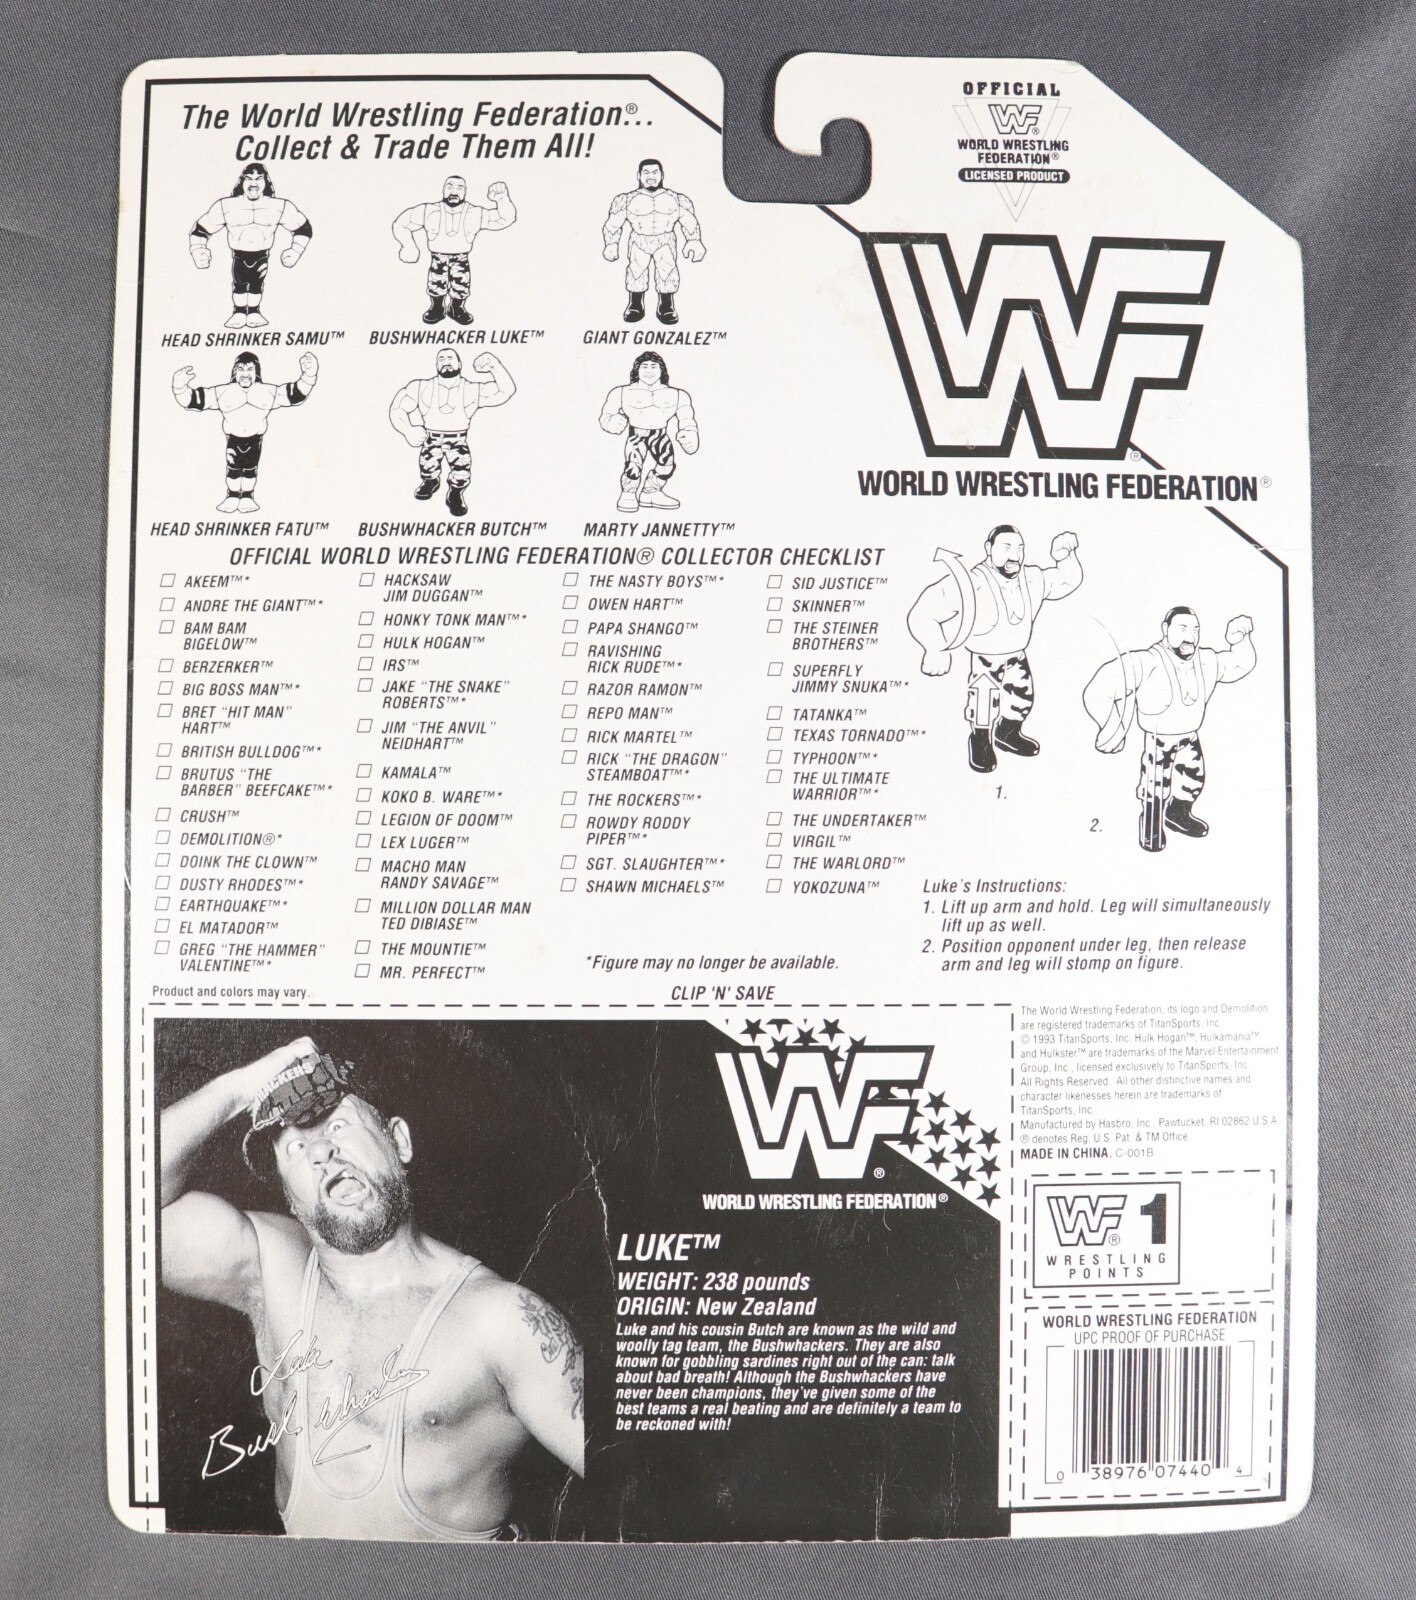 The World Wrestling Federation®...
Collect & Trade Them All!
HEAD SHRINKER SAMU™
BUSHWHACKER LUKE™
GIANT GONZALEZ™
HEAD SHRINKER FATU™
BUSHWHACKER BUTCH™
MARTY JANNETTY™
OFFICIAL
WF®
WORLD WRESTLING
FEDERATION®
LICENSED PRODUCT
WF®
WORLD WRESTLING FEDERATION®
OFFICIAL WORLD WRESTLING FEDERATION® COLLECTOR CHECKLIST
☐ AKEEM™*
☐ ANDRE THE GIANT™*
☐ BAM BAM
BIGELOW™
☐ BERZERKER™
☐ BIG BOSS MAN™*
☐ BRET "HIT MAN"
HART™
☐ BRITISH BULLDOG™*
☐ BRUTUS "THE
BARBER" BEEFCAKE™*
☐ CRUSH™
☐ DEMOLITION®*
☐ DOINK THE CLOWN™
☐ DUSTY RHODES™*
☐ EARTHQUAKE™*
☐ EL MATADOR™
☐ GREG "THE HAMMER"
VALENTINE™*
☐ HACKSAW
JIM DUGGAN™
☐ HONKY TONK MAN™*
☐ HULK HOGAN™
☐ IRS™
☐ JAKE "THE SNAKE"
ROBERTS™*
☐ JIM "THE ANVIL"
NEIDHART™
☐ KAMALA™
☐ KOKO B. WARE™*
☐ LEGION OF DOOM™
☐ LEX LUGER™
☐ MACHO MAN
RANDY SAVAGE™
☐ MILLION DOLLAR MAN
TED DIBIASE™
☐ THE MOUNTIE™
☐ MR. PERFECT™
☐ THE NASTY BOYS™*
☐ OWEN HART™
☐ PAPA SHANGO™
☐ RAVISHING
RICK RUDE™*
☐ RAZOR RAMON™
☐ REPO MAN™
☐ RICK MARTEL™
☐ RICK "THE DRAGON"
STEAMBOAT™*
☐ THE ROCKERS™*
☐ ROWDY RODDY
PIPER™*
☐ SGT. SLAUGHTER™*
☐ SHAWN MICHAELS™
☐ SID JUSTICE™
☐ SKINNER™
☐ THE STEINER
BROTHERS™
☐ SUPERFLY
JIMMY SNUKA™*
☐ TATANKA™
☐ TEXAS TORNADO™*
☐ TYPHOON™*
☐ THE ULTIMATE
WARRIOR™*
☐ THE UNDERTAKER™
☐ VIRGIL™
☐ THE WARLORD™
☐ YOKOZUNA™
*Figure may no longer be available.
1.
2.
Luke's Instructions:
1. Lift up arm and hold. Leg will simultaneously
lift up as well.
2. Position opponent under leg, then release
arm and leg will stomp on figure.
Product and colors may vary.
CLIP 'N' SAVE
WHACKERS
Luke
Bushwhacker
WF®
WORLD WRESTLING FEDERATION®
LUKE™
WEIGHT: 238 pounds
ORIGIN: New Zealand
Luke and his cousin Butch are known as the wild and
woolly tag team, the Bushwhackers. They are also
known for gobbling sardines right out of the can: talk
about bad breath! Although the Bushwhackers have
never been champions, they've given some of the
best teams a real beating and are definitely a team to
be reckoned with!
The World Wrestling Federation, its logo and Demolition
are registered trademarks of TitanSports, Inc.
© 1993 TitanSports, Inc. Hulk Hogan™, Hulkamania™
and Hulkster™ are trademarks of the Marvel Entertainment
Group, Inc., licensed exclusively to TitanSports, Inc.
All Rights Reserved. All other distinctive names and
character likenesses herein are trademarks of
TitanSports, Inc.
Manufactured by Hasbro, Inc., Pawtucket, RI 02862 U.S.A.
® denotes Reg. U.S. Pat. & TM Office
MADE IN CHINA. C-001B
WF® 1
WRESTLING
POINTS
WORLD WRESTLING FEDERATION
UPC PROOF OF PURCHASE
0 38976 07440 4